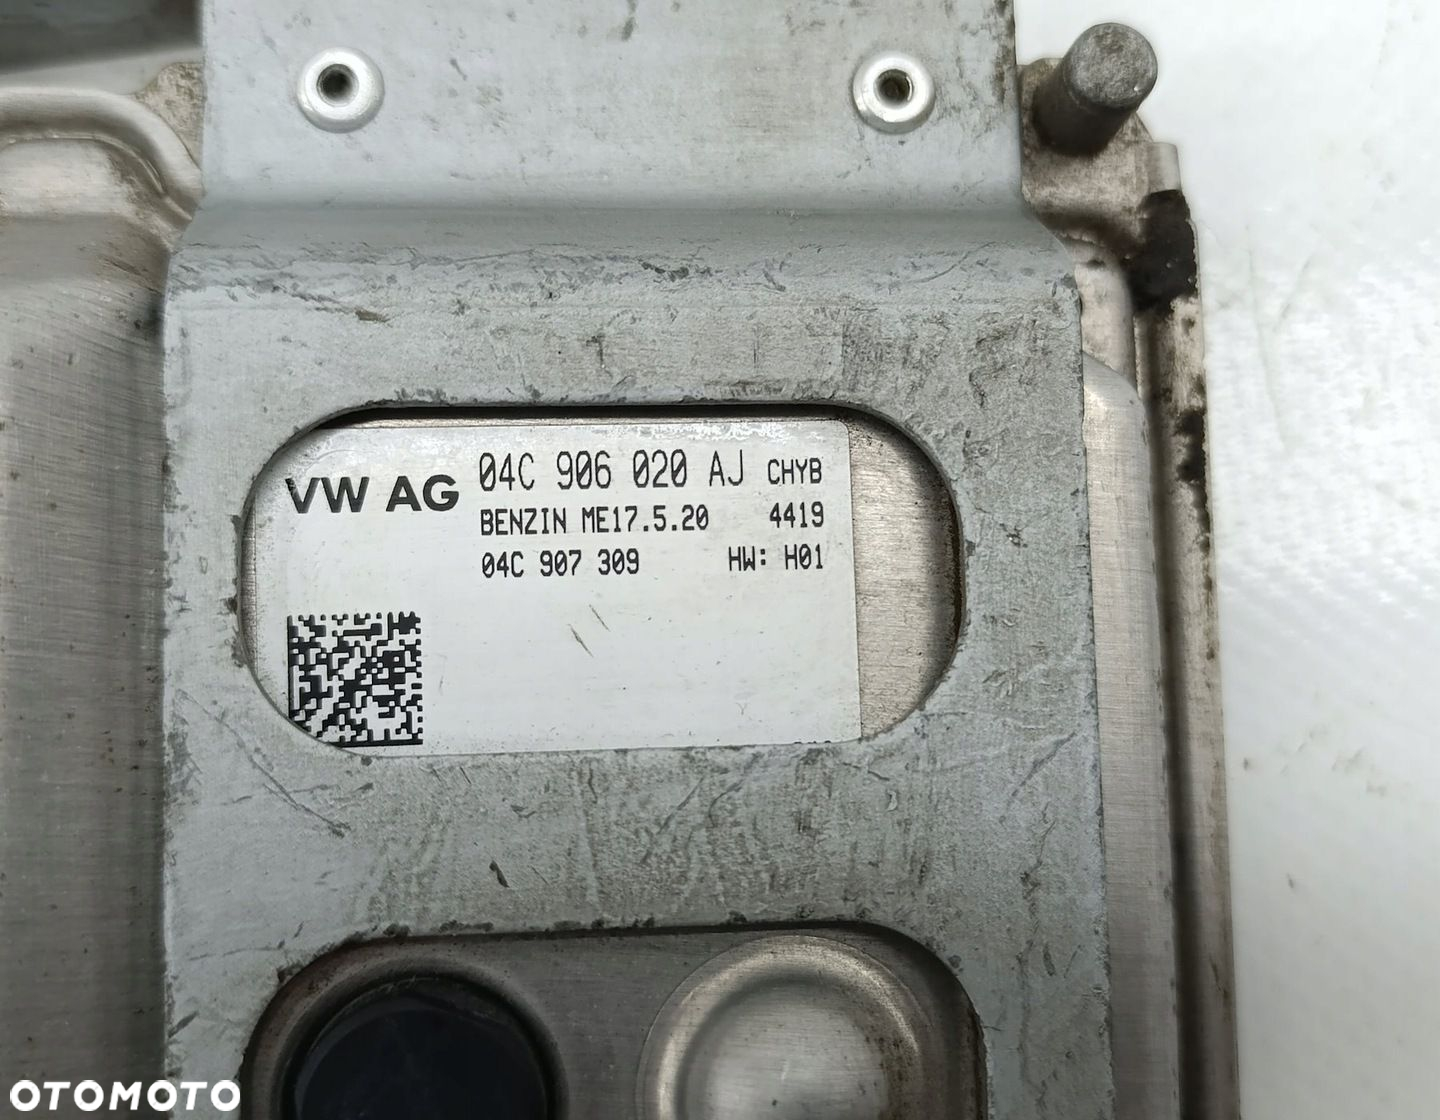 VW AG 04C 906 020 AJ CHYB
BENZIN ME17.5.20 4419
04C 907 309 HW: H01
OTOMOTO